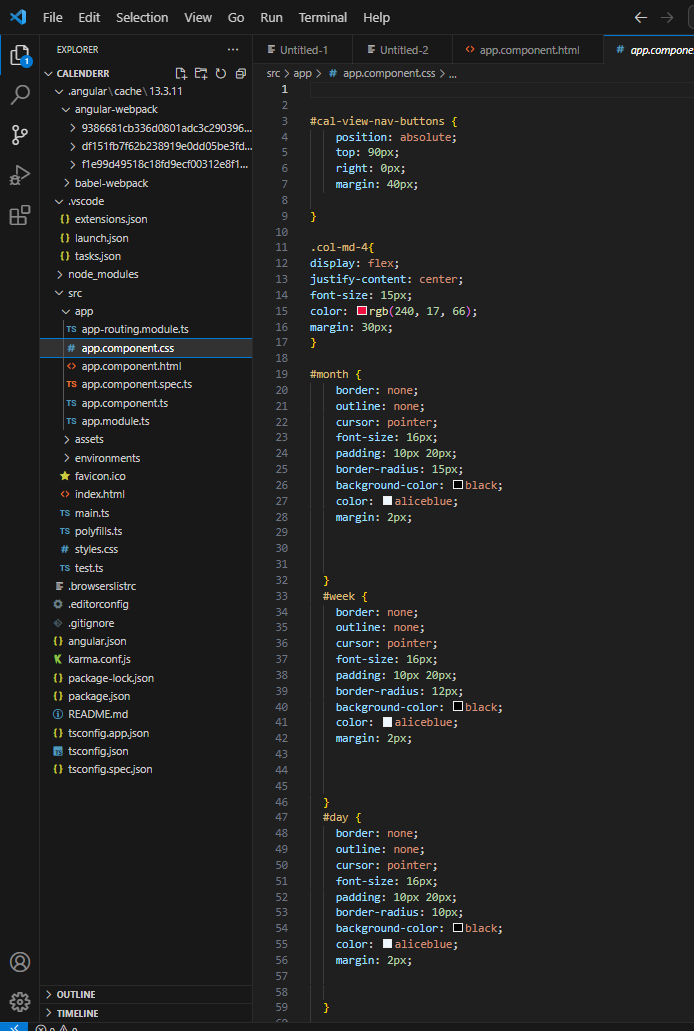 File Edit Selection View Go Run Terminal Help
EXPLORER
CALENDERR
.angular\cache\13.3.11
angular-webpack
9386681cb336d0801adc3c290396...
df151fb7f62b238919e0dd05be3fd...
f1e99d49518c18fd9ecf00312e8f1...
babel-webpack
.vscode
extensions.json
launch.json
tasks.json
node_modules
src
app
TS app-routing.module.ts
# app.component.css
<> app.component.html
TS app.component.spec.ts
TS app.component.ts
TS app.module.ts
assets
environments
favicon.ico
<> index.html
TS main.ts
TS polyfills.ts
# styles.css
TS test.ts
.browserslistrc
.editorconfig
.gitignore
{} angular.json
karma.conf.js
{} package-lock.json
{} package.json
README.md
{} tsconfig.app.json
TS tsconfig.json
{} tsconfig.spec.json
OUTLINE
TIMELINE
1
Untitled-1 Untitled-2 <> app.component.html # app.compone
src > app > # app.component.css > ...
1
2
3 #cal-view-nav-buttons {
4 position: absolute;
5 top: 90px;
6 right: 0px;
7 margin: 40px;
8
9 }
10
11 .col-md-4{
12 display: flex;
13 justify-content: center;
14 font-size: 15px;
15 color: rgb(240, 17, 66);
16 margin: 30px;
17 }
18
19 #month {
20 border: none;
21 outline: none;
22 cursor: pointer;
23 font-size: 16px;
24 padding: 10px 20px;
25 border-radius: 15px;
26 background-color: black;
27 color: aliceblue;
28 margin: 2px;
29
30
31
32 }
33 #week {
34 border: none;
35 outline: none;
36 cursor: pointer;
37 font-size: 16px;
38 padding: 10px 20px;
39 border-radius: 12px;
40 background-color: black;
41 color: aliceblue;
42 margin: 2px;
43
44
45
46 }
47 #day {
48 border: none;
49 outline: none;
50 cursor: pointer;
51 font-size: 16px;
52 padding: 10px 20px;
53 border-radius: 10px;
54 background-color: black;
55 color: aliceblue;
56 margin: 2px;
57
58
59 }